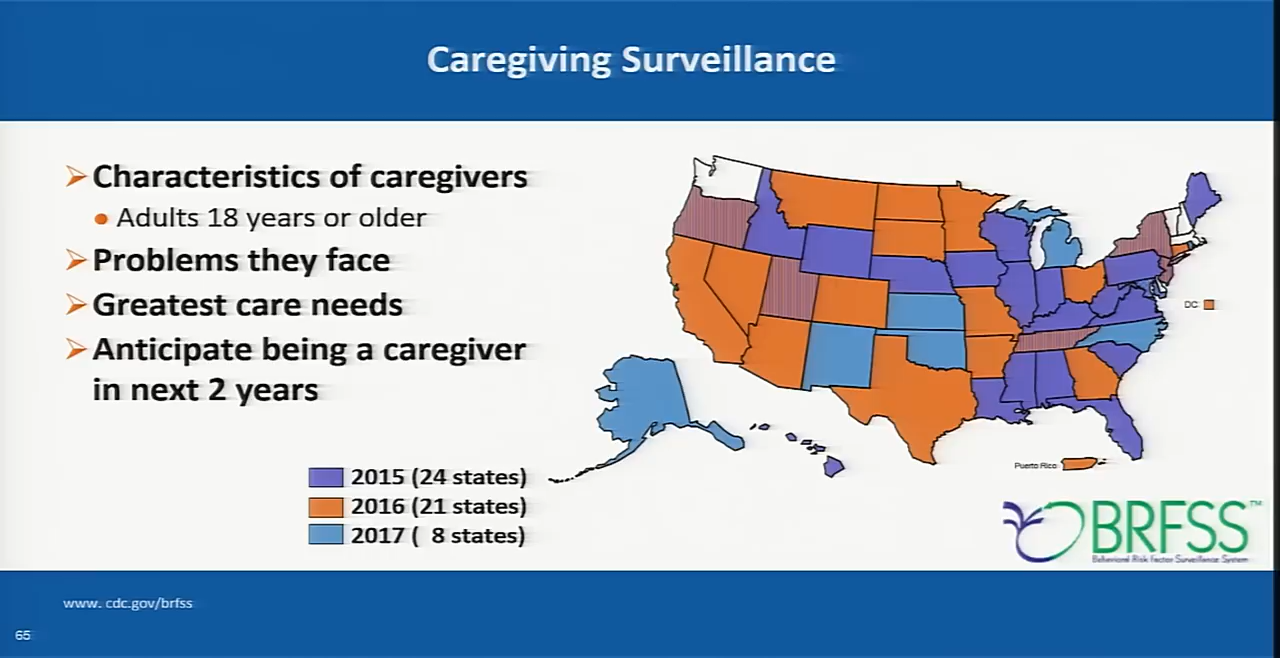 Caregiving Surveillance
➢Characteristics of caregivers
• Adults 18 years or older
➢Problems they face
➢Greatest care needs
➢Anticipate being a caregiver
in next 2 years
2015 (24 states)
2016 (21 states)
2017 ( 8 states)
DC
Puerto Rico
BRFSS™
Behavioral Risk Factor Surveillance System
www. cdc.gov/brfss
65